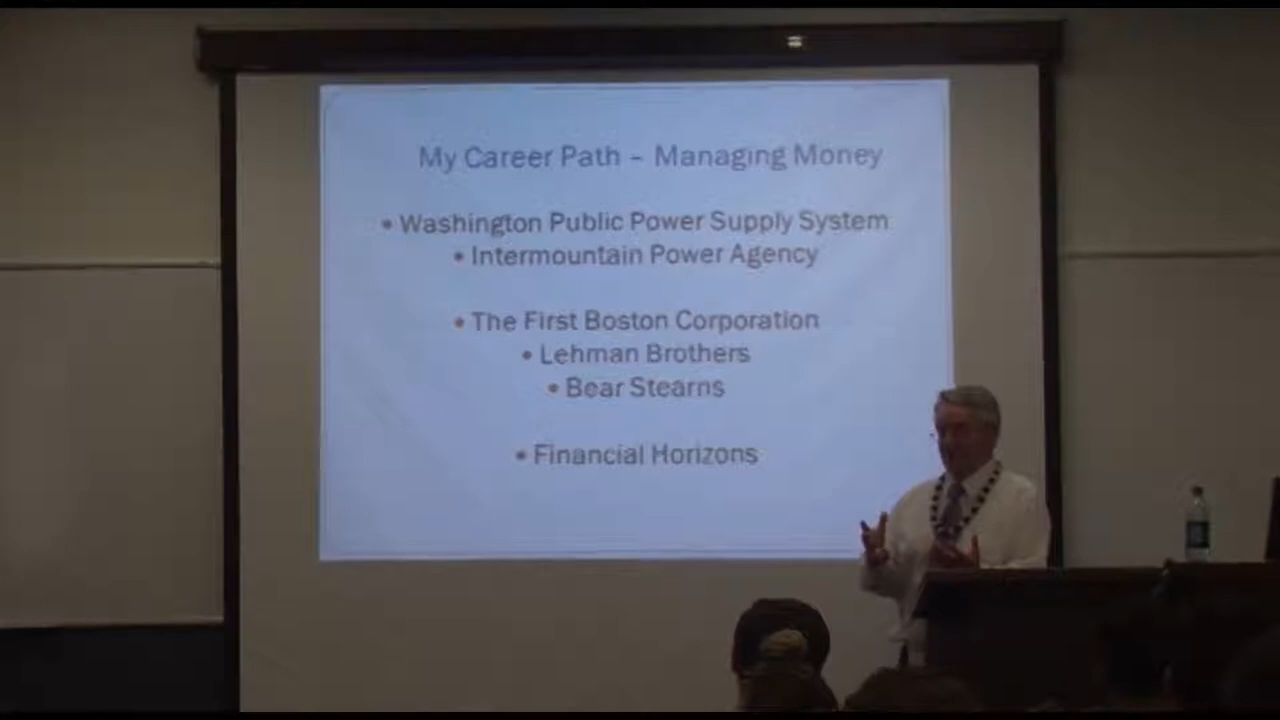 My Career Path – Managing Money
• Washington Public Power Supply System
• Intermountain Power Agency
• The First Boston Corporation
• Lehman Brothers
• Bear Stearns
• Financial Horizons